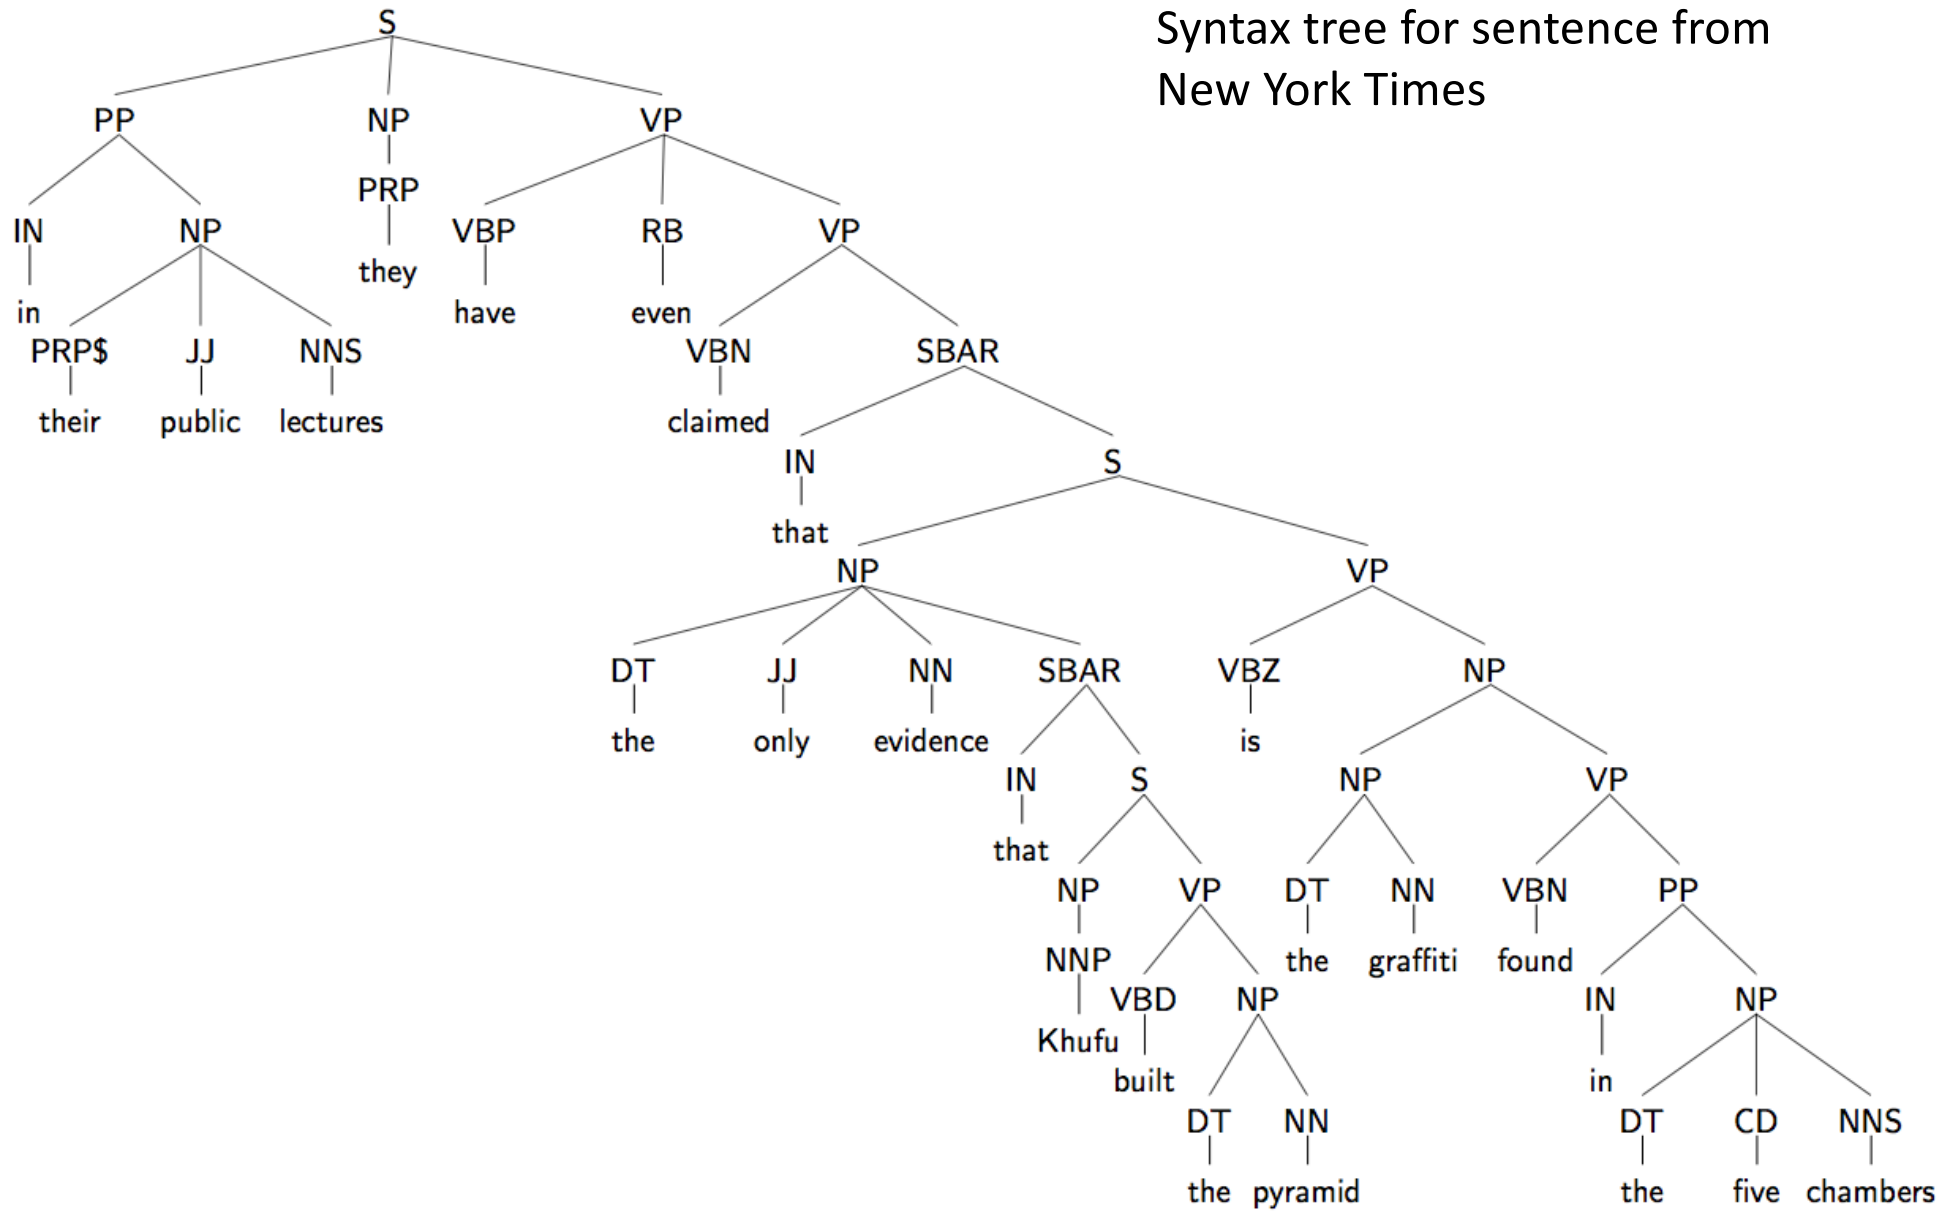 Syntax tree for sentence from
New York Times
S
PP NP VP
PRP
IN NP VBP RB VP
they
in have even
PRP$ JJ NNS VBN SBAR
their public lectures claimed
IN S
that
NP VP
DT JJ NN SBAR VBZ NP
the only evidence is
IN S NP VP
that
NP VP DT NN VBN PP
NNP the graffiti found
VBD NP IN NP
Khufu
built in
DT NN DT CD NNS
the pyramid the five chambers